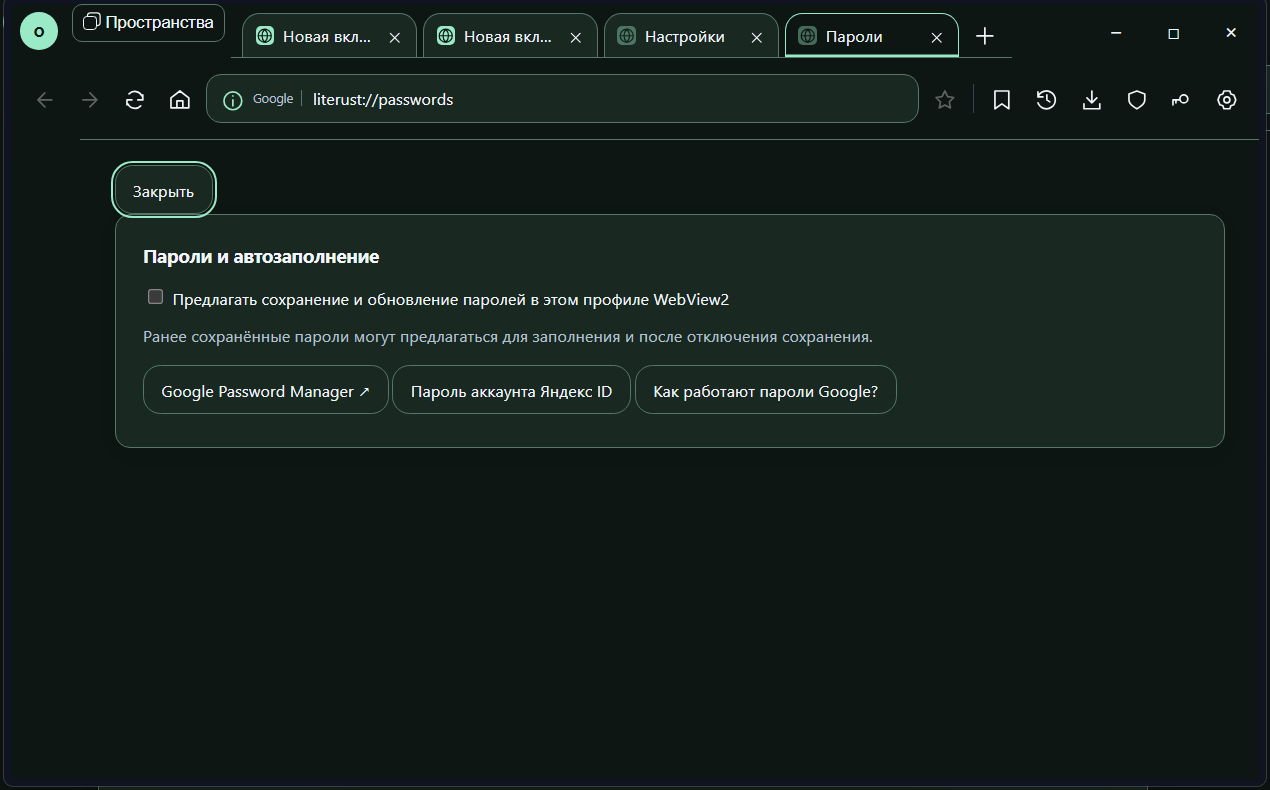 O
Пространства
Новая вкл...
Новая вкл...
Настройки
Пароли
Google
literust://passwords
Закрыть
Пароли и автозаполнение
Предлагать сохранение и обновление паролей в этом профиле WebView2
Ранее сохранённые пароли могут предлагаться для заполнения и после отключения сохранения.
Google Password Manager ↗
Пароль аккаунта Яндекс ID
Как работают пароли Google?